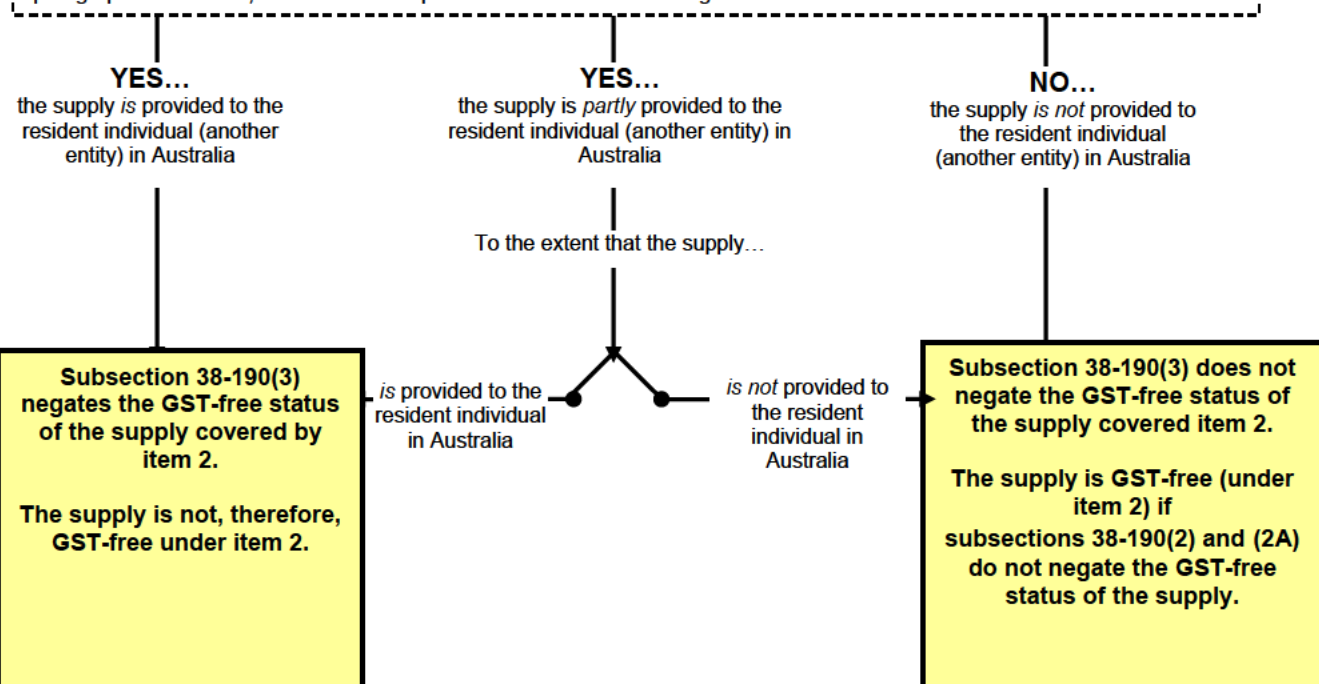 YES…
the supply is provided to the
resident individual (another
entity) in Australia
YES…
the supply is partly provided to the
resident individual (another entity) in
Australia
NO…
the supply is not provided to
the resident individual
(another entity) in Australia
To the extent that the supply…
Subsection 38-190(3)
negates the GST-free status
of the supply covered by
item 2.
The supply is not, therefore,
GST-free under item 2.
is provided to the
resident individual
in Australia
is not provided to
the resident
individual in
Australia
Subsection 38-190(3) does not
negate the GST-free status of
the supply covered item 2.
The supply is GST-free (under
item 2) if
subsections 38-190(2) and (2A)
do not negate the GST-free
status of the supply.